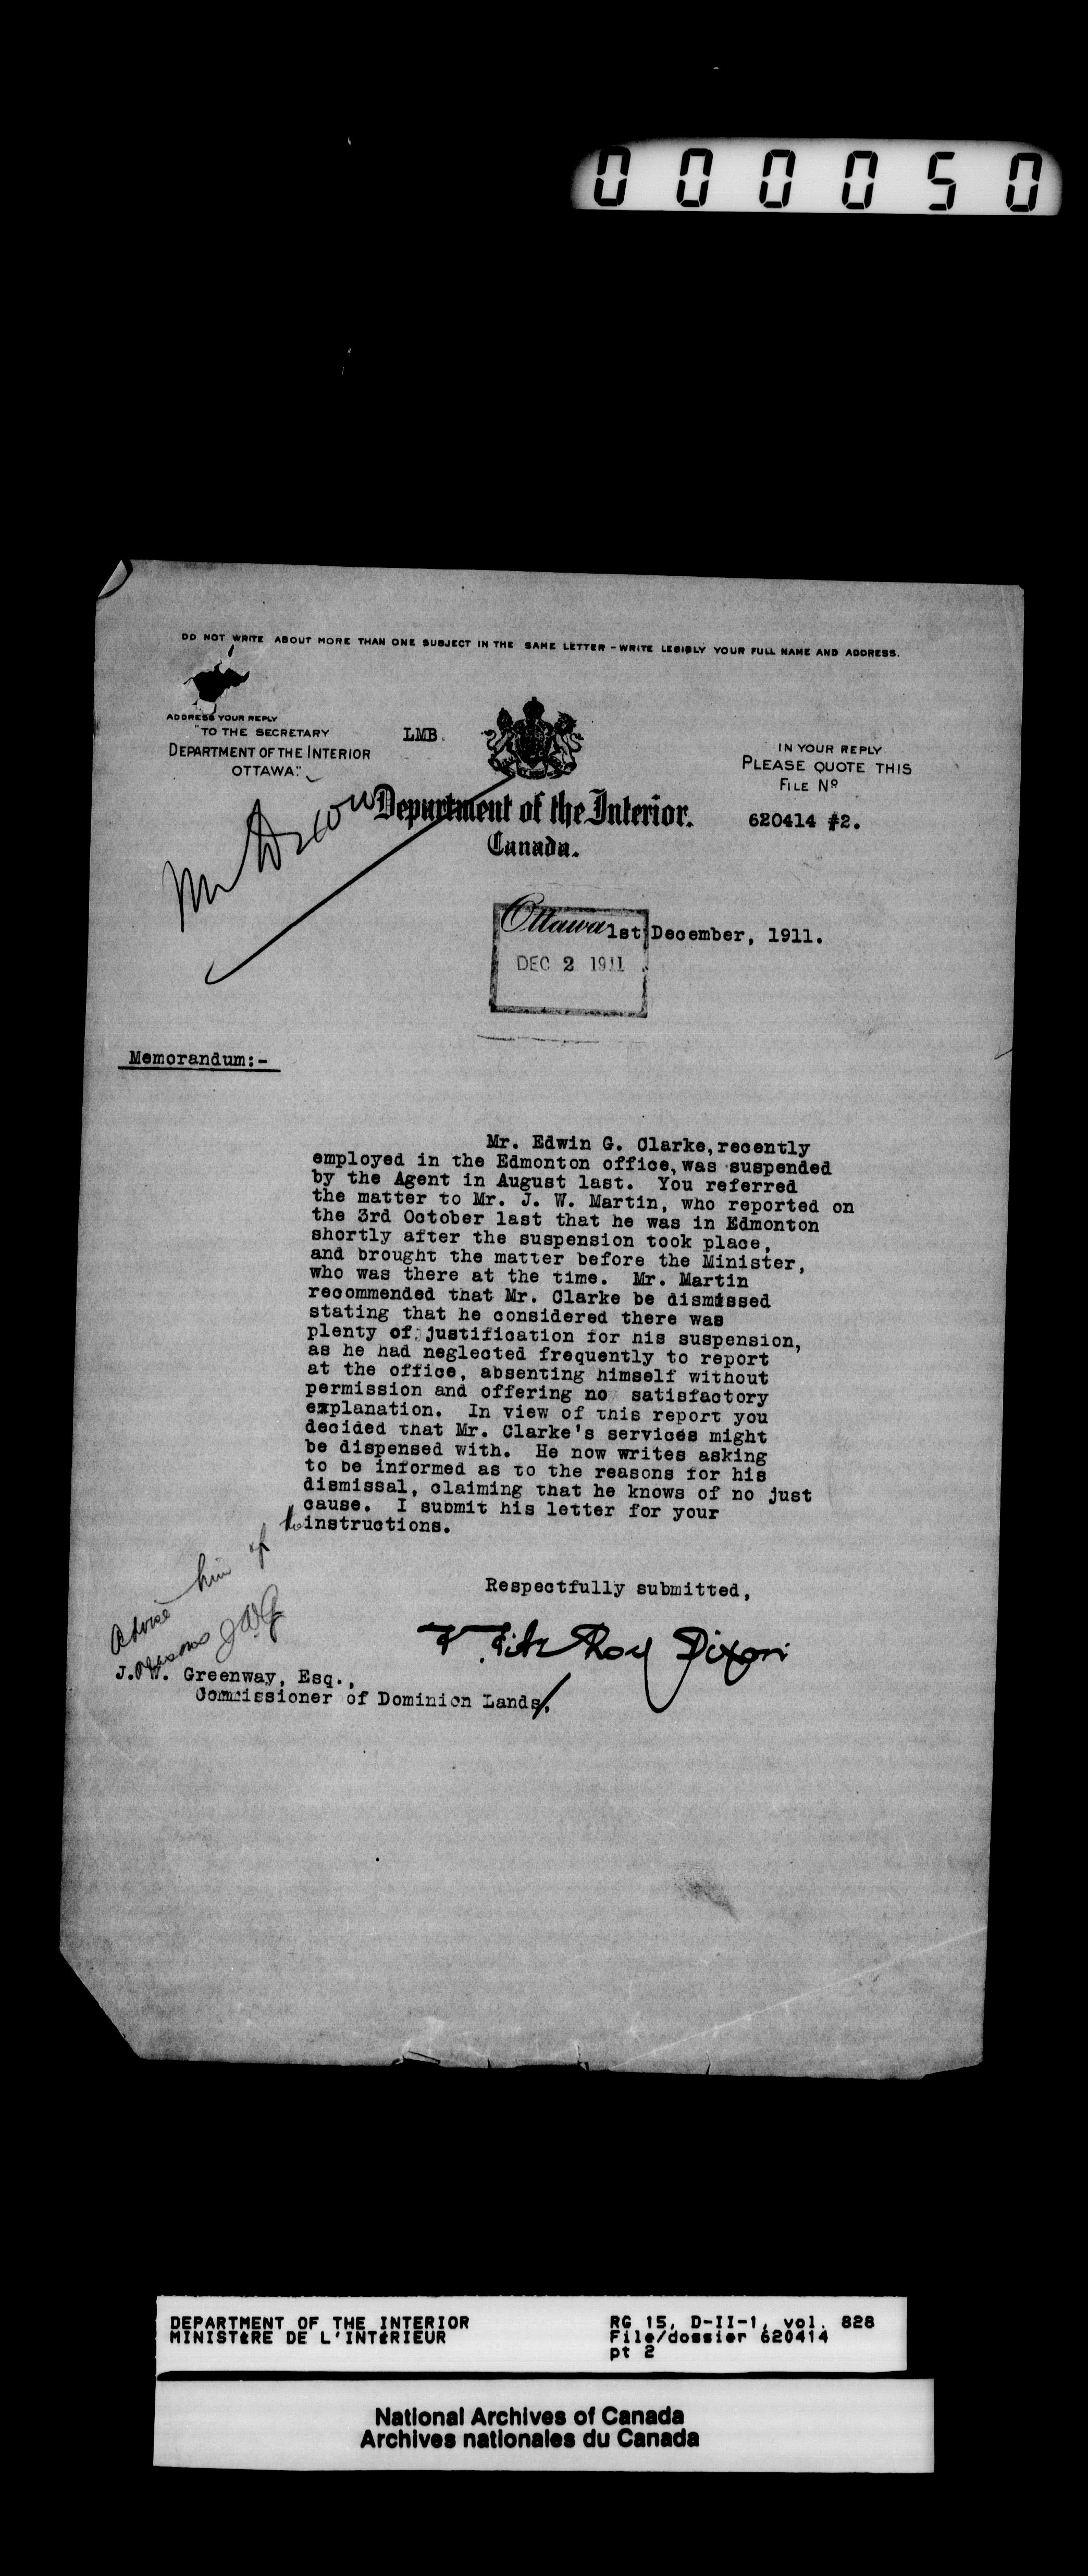 000050
DO NOT WRITE ABOUT MORE THAN ONE SUBJECT IN THE SAME LETTER - WRITE LEGIBLY YOUR FULL NAME AND ADDRESS.
ADDRESS YOUR REPLY
"TO THE SECRETARY
DEPARTMENT OF THE INTERIOR
OTTAWA."
LMB.
IN YOUR REPLY
PLEASE QUOTE THIS
FILE No
620414 #2.
Mr Dixon
Department of the Interior.
Canada.
Ottawa 1st December, 1911.
DEC 2 1911
Memorandum:-
Mr. Edwin G. Clarke, recently
employed in the Edmonton office, was suspended
by the Agent in August last. You referred
the matter to Mr. J. W. Martin, who reported on
the 3rd October last that he was in Edmonton
shortly after the suspension took place,
and brought the matter before the Minister,
who was there at the time. Mr. Martin
recommended that Mr. Clarke be dismissed
stating that he considered there was
plenty of justification for his suspension,
as he had neglected frequently to report
at the office, absenting himself without
permission and offering no satisfactory
explanation. In view of this report you
decided that Mr. Clarke's services might
be dispensed with. He now writes asking
to be informed as to the reasons for his
dismissal, claiming that he knows of no just
cause. I submit his letter for your
instructions.
Advise him of
reasons JWG
Respectfully submitted,
Fitz Roy Dixon
J. W. Greenway, Esq.,
Commissioner of Dominion Lands.
DEPARTMENT OF THE INTERIOR
MINISTÈRE DE L'INTÉRIEUR
RG 15, D-II-1, vol. 828
File/dossier 620414
pt 2
National Archives of Canada
Archives nationales du Canada